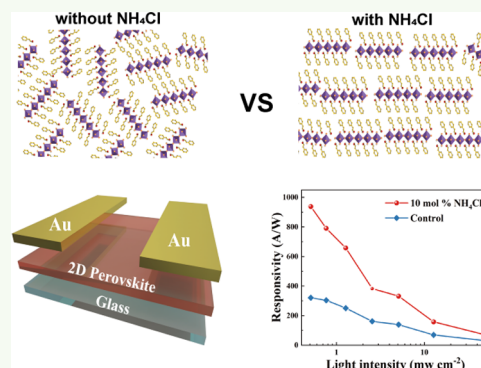 without NH₄Cl
with NH₄Cl
VS
Au
Au
2D Perovskite
Glass
Responsivity (A/W)
1000
800
600
400
200
0
10 mol % NH₄Cl
Control
1
10
Light intensity (mw cm⁻²)